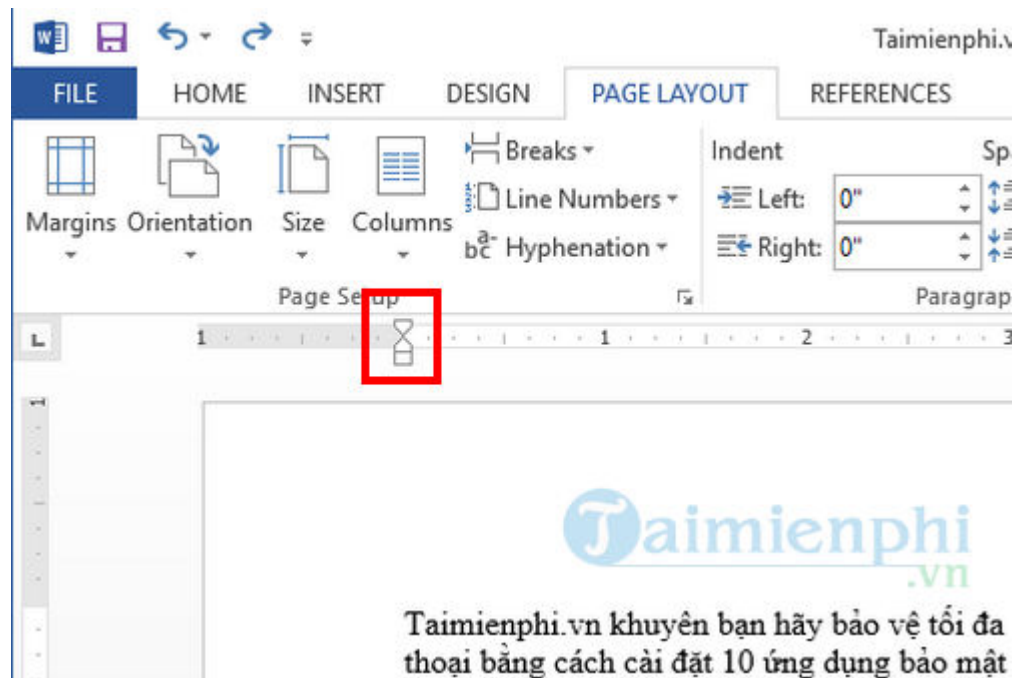 Taimienphi.v
FILE HOME INSERT DESIGN PAGE LAYOUT REFERENCES
Breaks Indent Spa
Line Numbers Left: 0"
Margins Orientation Size Columns
Hyphenation Right: 0"
Page Setup Paragrap
L 1 1 2 3
1
Taimienphi
.vn
Taimienphi.vn khuyên bạn hãy bảo vệ tối đa
thoại bằng cách cài đặt 10 ứng dụng bảo mật